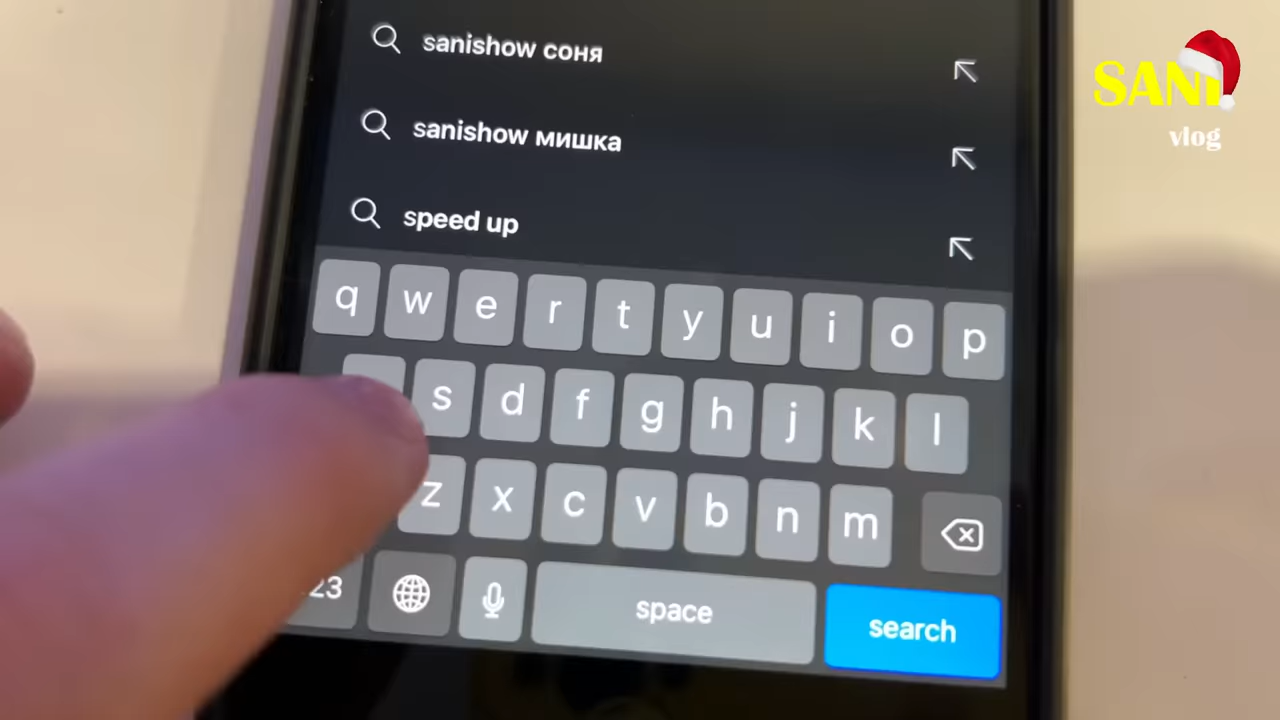 sanishow соня
sanishow мишка
speed up
q w e r t y u i o p
s d f g h j k l
z x c v b n m
23 space search
SANI
vlog